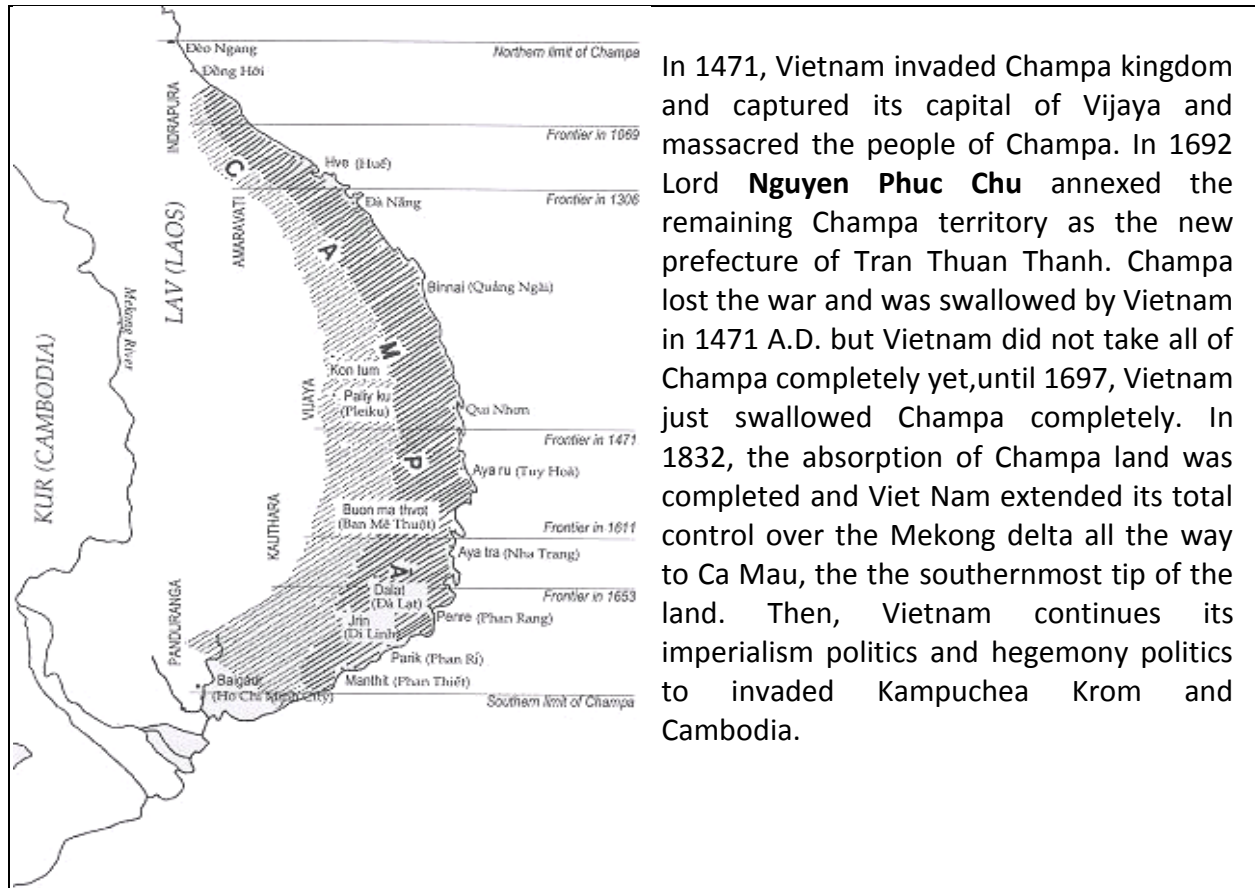 Đèo Ngang
Northern limit of Champa
Đồng Hới
INDRAPURA
Frontier in 1069
C
Hve (Huế)
Frontier in 1306
Đà Nẵng
AMARAVATI
LAV (LAOS)
A
Binnai (Quảng Ngãi)
Mekong River
KUR (CAMBODIA)
M
Kon tum
Paliy ku
(Pleiku)
VIJAYA
Qui Nhơn
Frontier in 1471
P
Aya ru (Tuy Hoà)
KAUTHARA
Buon ma thvot
(Ban Mê Thuột)
Frontier in 1611
Aya tra (Nha Trang)
Ā
Dalat
(Đà Lạt)
Frontier in 1653
PANDURANGA
Jrin
(Di Linh)
Penre (Phan Rang)
Parik (Phan Rí)
Manthit (Phan Thiết)
(Ho Chi Minh City)
Southern limit of Champa
In 1471, Vietnam invaded Champa kingdom
and captured its capital of Vijaya and
massacred the people of Champa. In 1692
Lord Nguyen Phuc Chu annexed the
remaining Champa territory as the new
prefecture of Tran Thuan Thanh. Champa
lost the war and was swallowed by Vietnam
in 1471 A.D. but Vietnam did not take all of
Champa completely yet,until 1697, Vietnam
just swallowed Champa completely. In
1832, the absorption of Champa land was
completed and Viet Nam extended its total
control over the Mekong delta all the way
to Ca Mau, the the southernmost tip of the
land. Then, Vietnam continues its
imperialism politics and hegemony politics
to invaded Kampuchea Krom and
Cambodia.